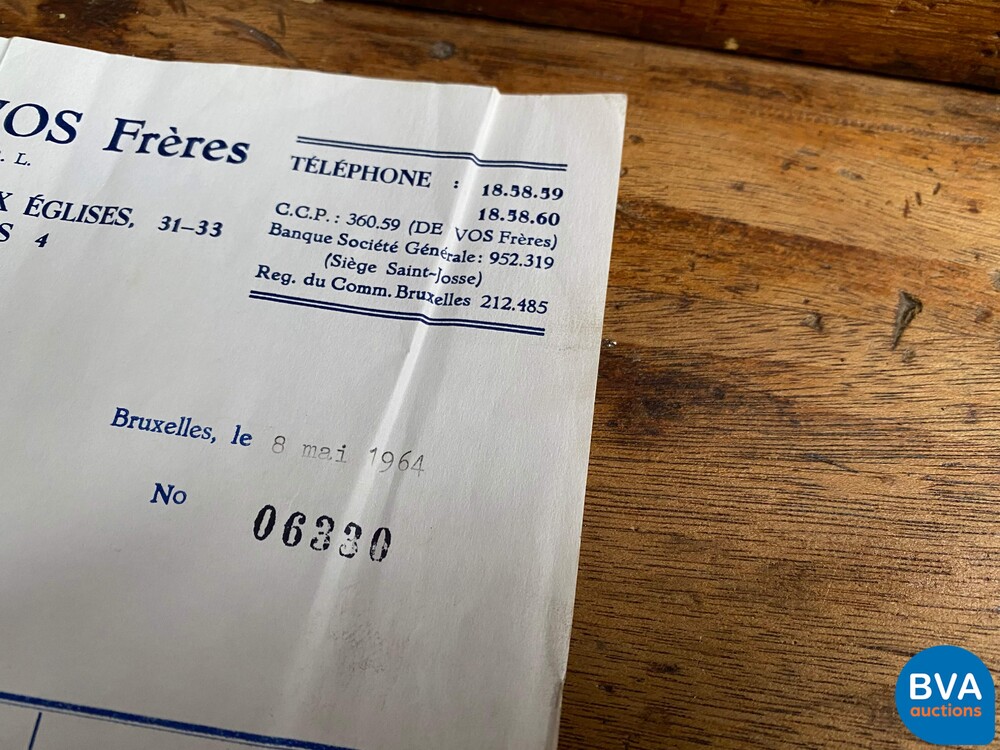 VOS Frères
. L.
X ÉGLISES, 31-33
S 4
TÉLÉPHONE : 18.58.59
18.58.60
C.C.P.: 360.59 (DE VOS Frères)
Banque Société Générale: 952.319
(Siège Saint-Josse)
Reg. du Comm. Bruxelles 212.485
Bruxelles, le 8 mai 1964
No 06330
BVA
auctions